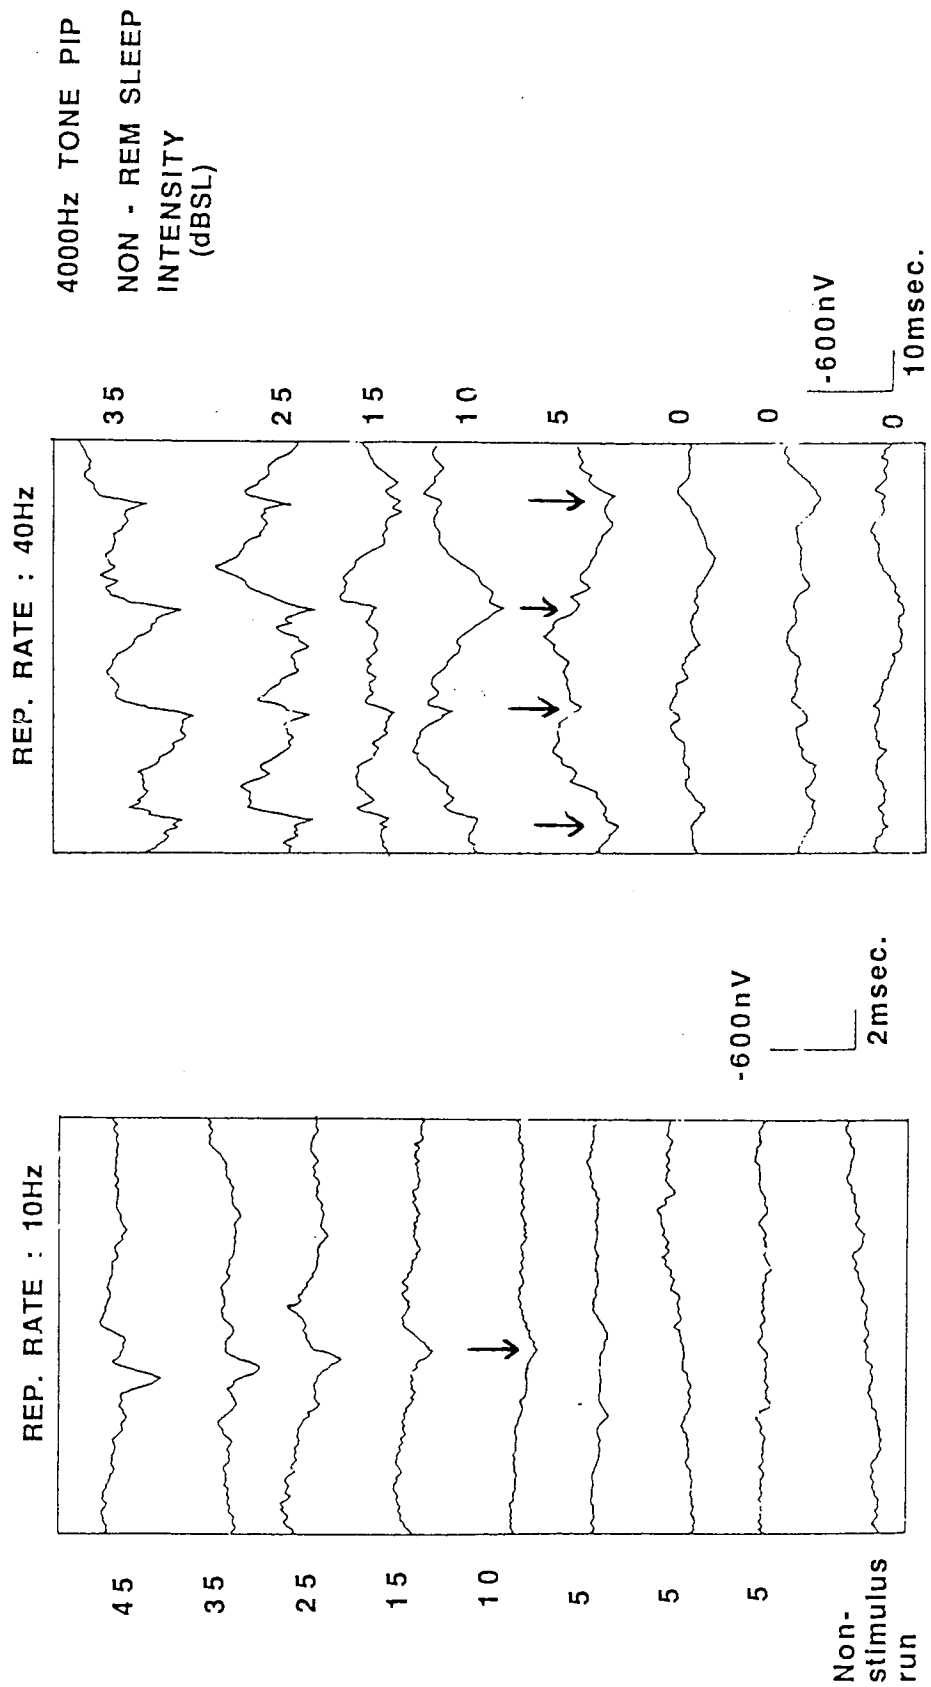 REP. RATE : 10Hz
45
35
25
15
10
5
5
5
Non-
stimulus
run
-600nV
2msec.
REP. RATE : 40Hz
35
25
15
10
5
0
0
0
-600nV
10msec.
4000Hz TONE PIP
NON - REM SLEEP
INTENSITY
(dBSL)